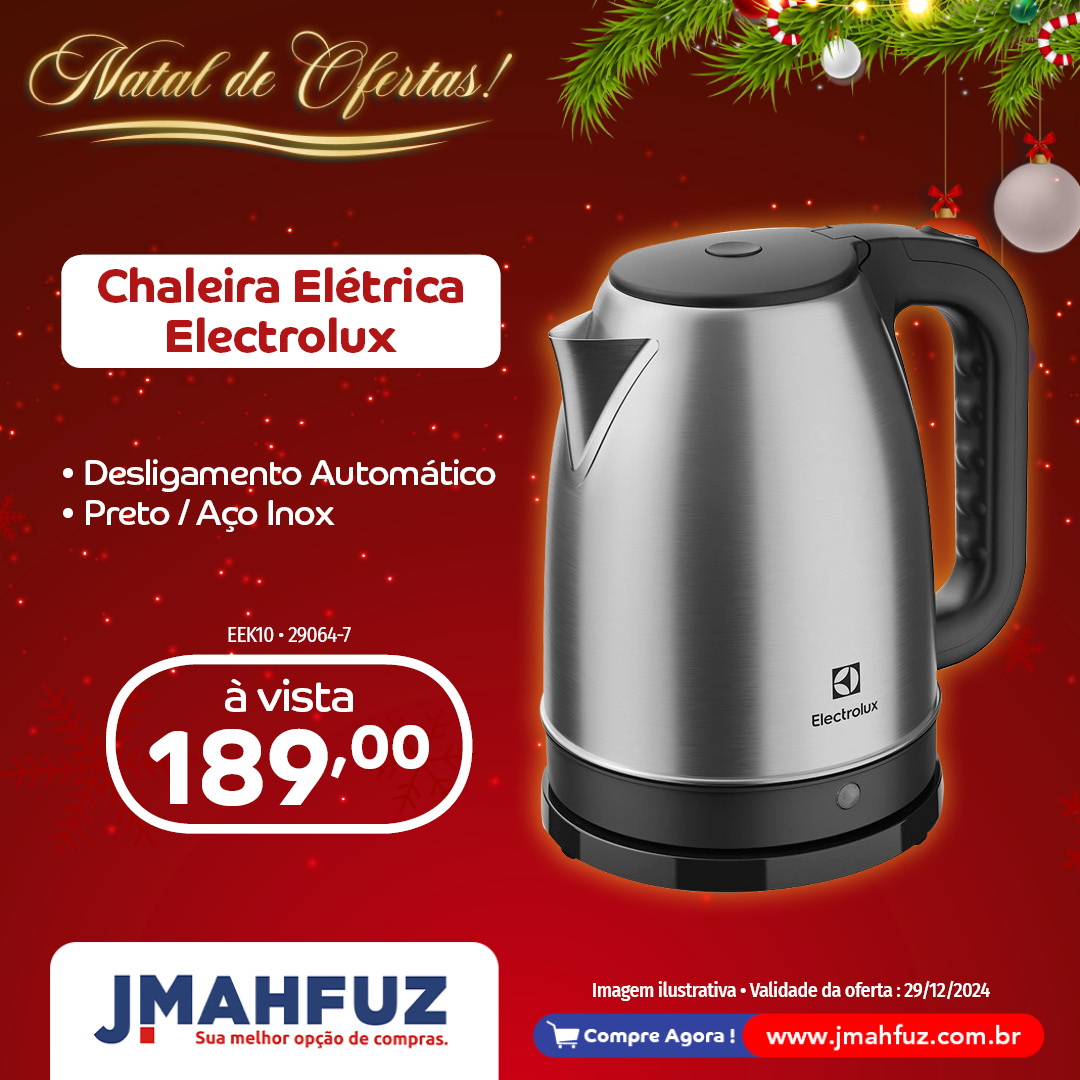 Natal de Ofertas!
Chaleira Elétrica
Electrolux
• Desligamento Automático
• Preto / Aço Inox
EEK10 • 29064-7
à vista
189,00
Electrolux
JMAHFUZ
Sua melhor opção de compras.
Imagem ilustrativa • Validade da oferta : 29/12/2024
Compre Agora !
www.jmahfuz.com.br